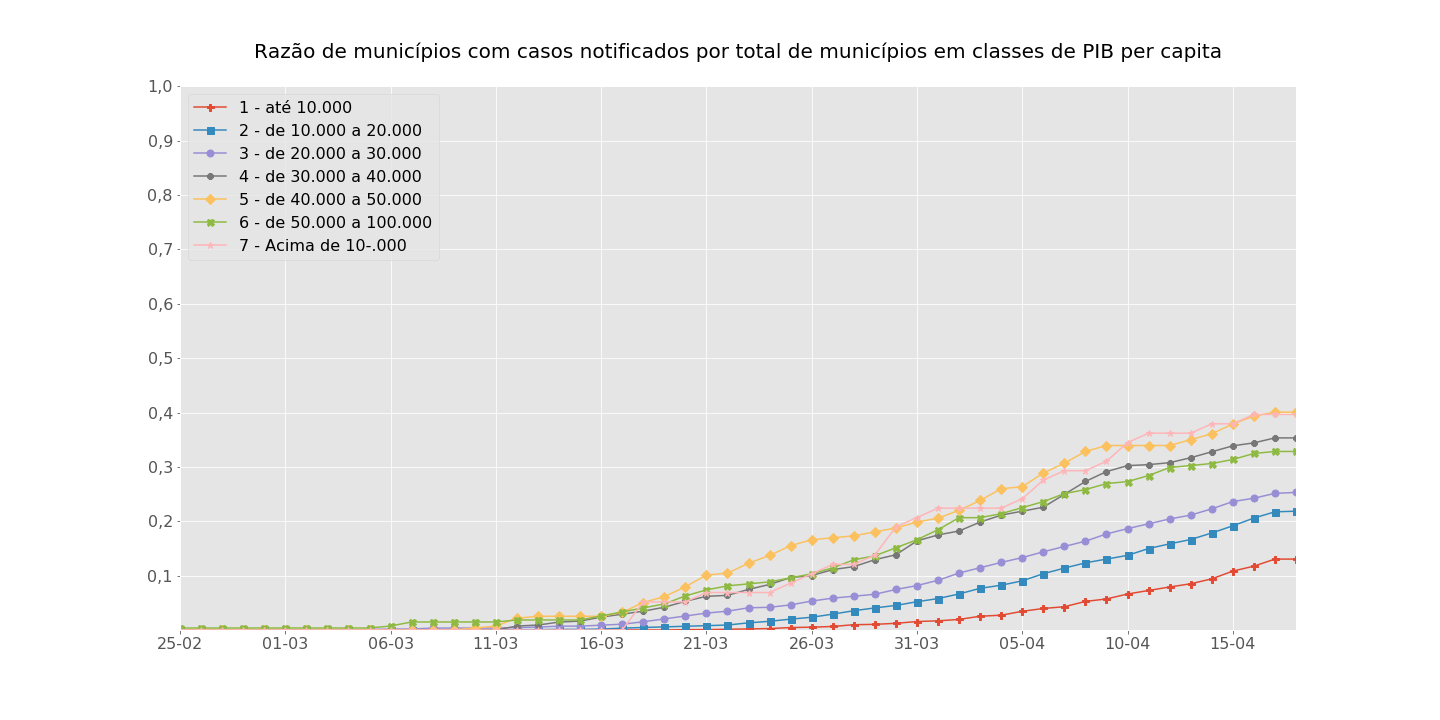 Razão de municípios com casos notificados por total de municípios em classes de PIB per capita
1,0
0,9
0,8
0,7
0,6
0,5
0,4
0,3
0,2
0,1
1 - até 10.000
2 - de 10.000 a 20.000
3 - de 20.000 a 30.000
4 - de 30.000 a 40.000
5 - de 40.000 a 50.000
6 - de 50.000 a 100.000
7 - Acima de 10-.000
25-02 01-03 06-03 11-03 16-03 21-03 26-03 31-03 05-04 10-04 15-04